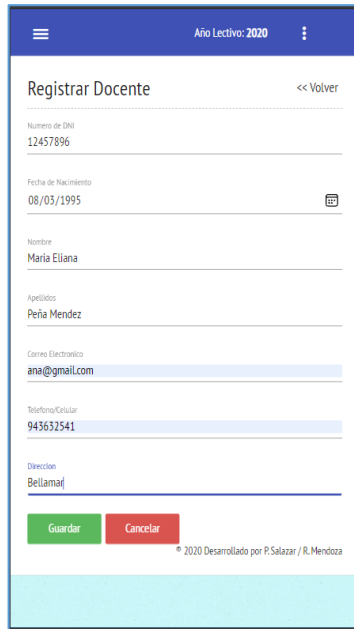 Año Lectivo: 2020
Registrar Docente << Volver
Numero de DNI
12457896
Fecha de Nacimiento
08/03/1995
Nombre
Maria Eliana
Apellidos
Peña Mendez
Correo Electronico
ana@gmail.com
Telefono/Celular
943632541
Direccion
Bellamar
Guardar Cancelar
® 2020 Desarrollado por P. Salazar / R. Mendoza